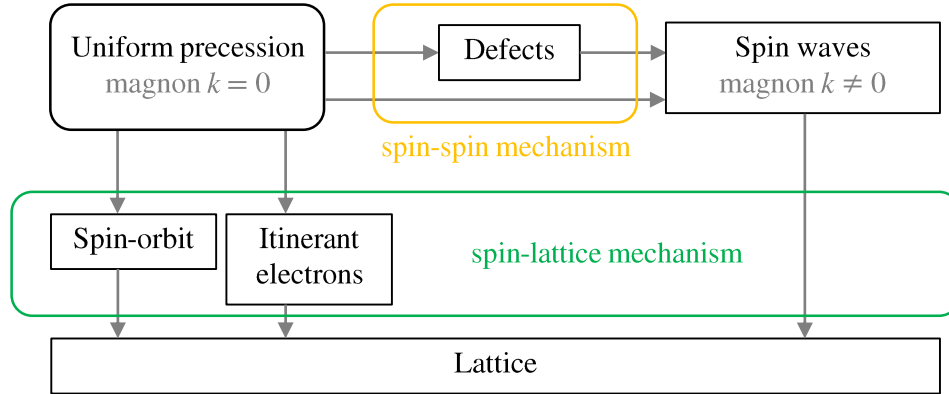 Uniform precession
magnon k = 0
Defects
Spin waves
magnon k ≠ 0
spin-spin mechanism
Spin-orbit
Itinerant
electrons
spin-lattice mechanism
Lattice